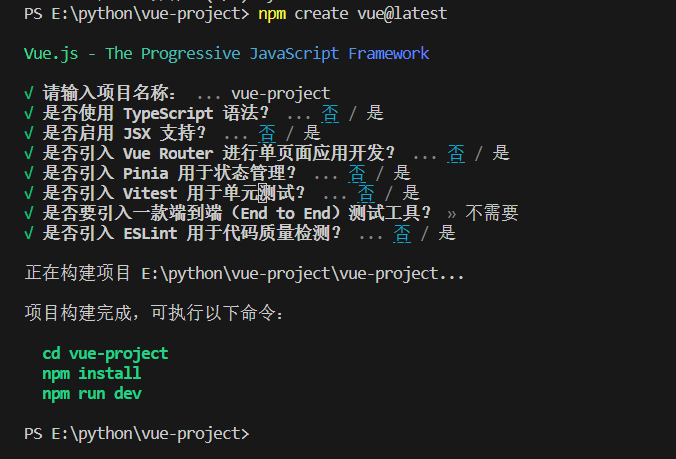 PS E:\python\vue-project> npm create vue@latest
Vue.js - The Progressive JavaScript Framework
√ 请输入项目名称： ... vue-project
√ 是否使用 TypeScript 语法？ ... 否 / 是
√ 是否启用 JSX 支持？ ... 否 / 是
√ 是否引入 Vue Router 进行单页面应用开发？ ... 否 / 是
√ 是否引入 Pinia 用于状态管理？ ... 否 / 是
√ 是否引入 Vitest 用于单元测试？ ... 否 / 是
√ 是否要引入一款端到端（End to End）测试工具？ » 不需要
√ 是否引入 ESLint 用于代码质量检测？ ... 否 / 是
正在构建项目 E:\python\vue-project\vue-project...
项目构建完成，可执行以下命令：
cd vue-project
npm install
npm run dev
PS E:\python\vue-project>